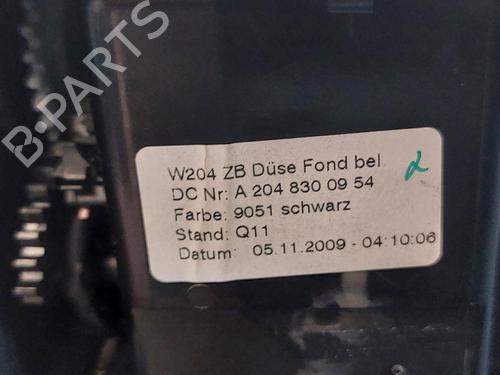 W204 ZB Düse Fond bel
DC Nr: A 204 830 09 54
Farbe: 9051 schwarz
Stand: Q11
Datum: 05.11.2009 - 04:10:06
B-PARTS